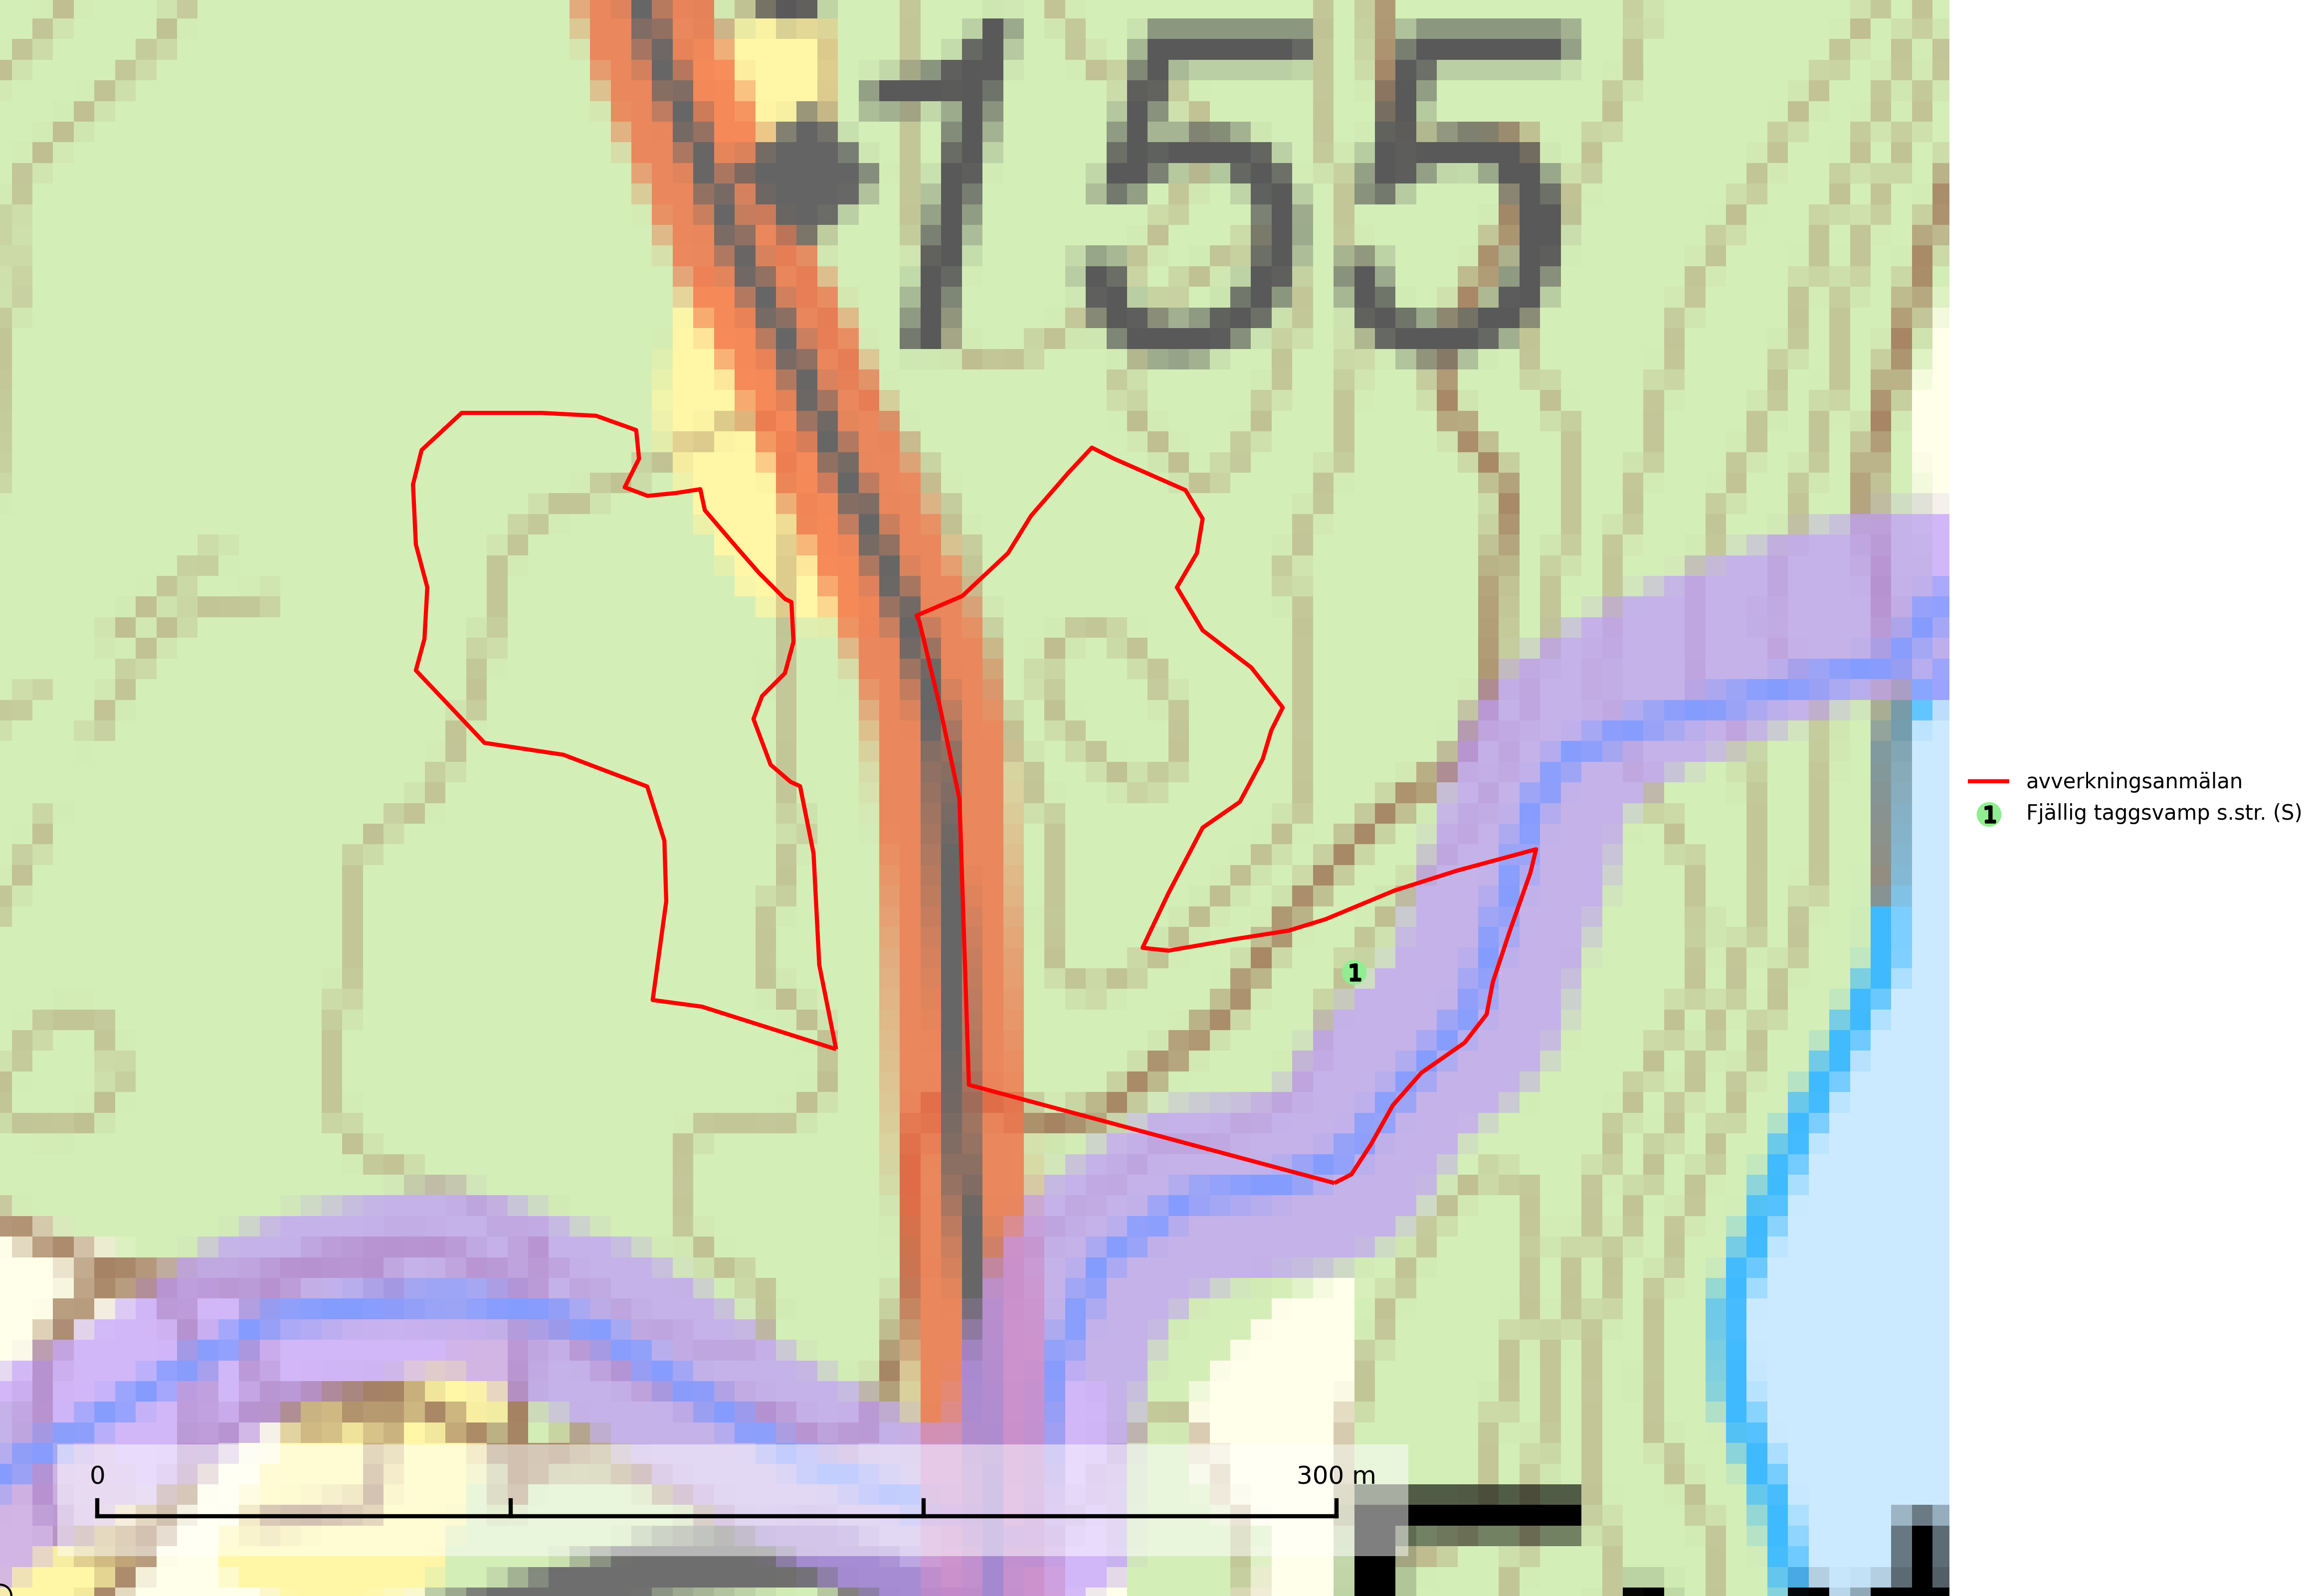 155
avverkningsanmälan
1 Fjällig taggsvamp s.str. (S)
1
0 300 m